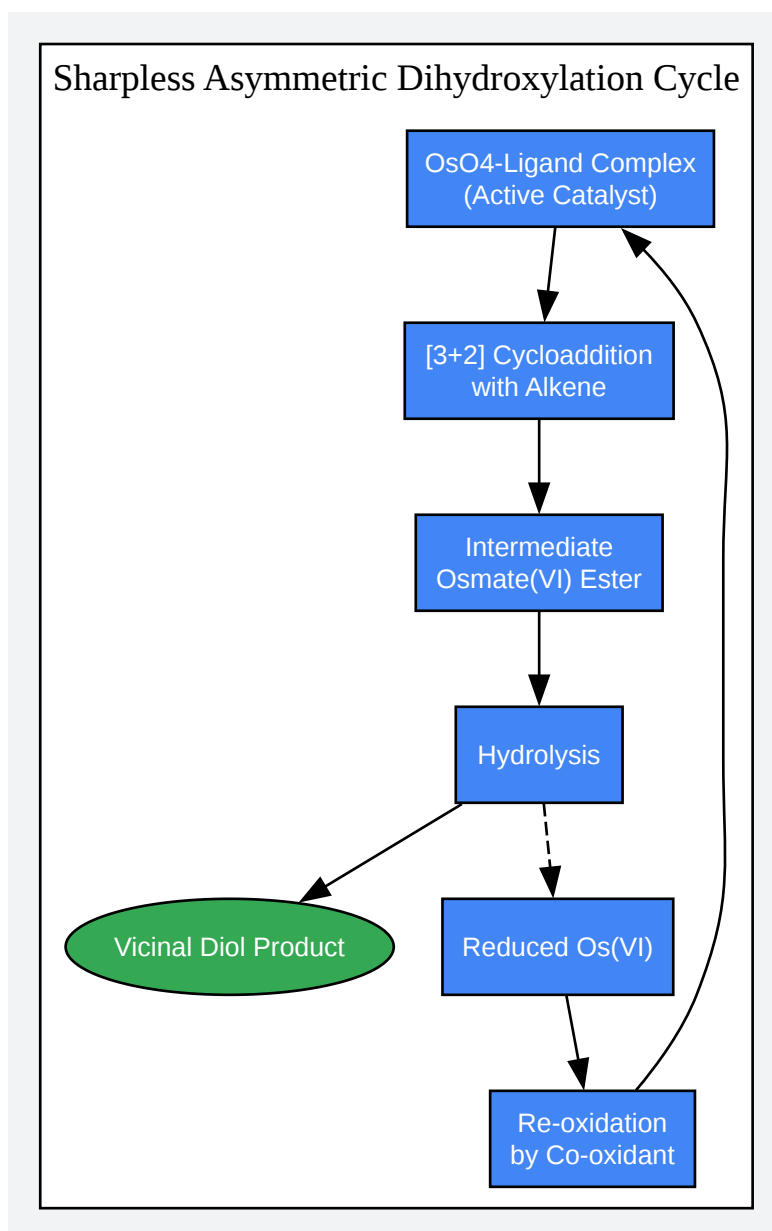 Sharpless Asymmetric Dihydroxylation Cycle
OsO4-Ligand Complex
(Active Catalyst)
[3+2] Cycloaddition
with Alkene
Intermediate
Osmate(VI) Ester
Hydrolysis
Vicinal Diol Product
Reduced Os(VI)
Re-oxidation
by Co-oxidant